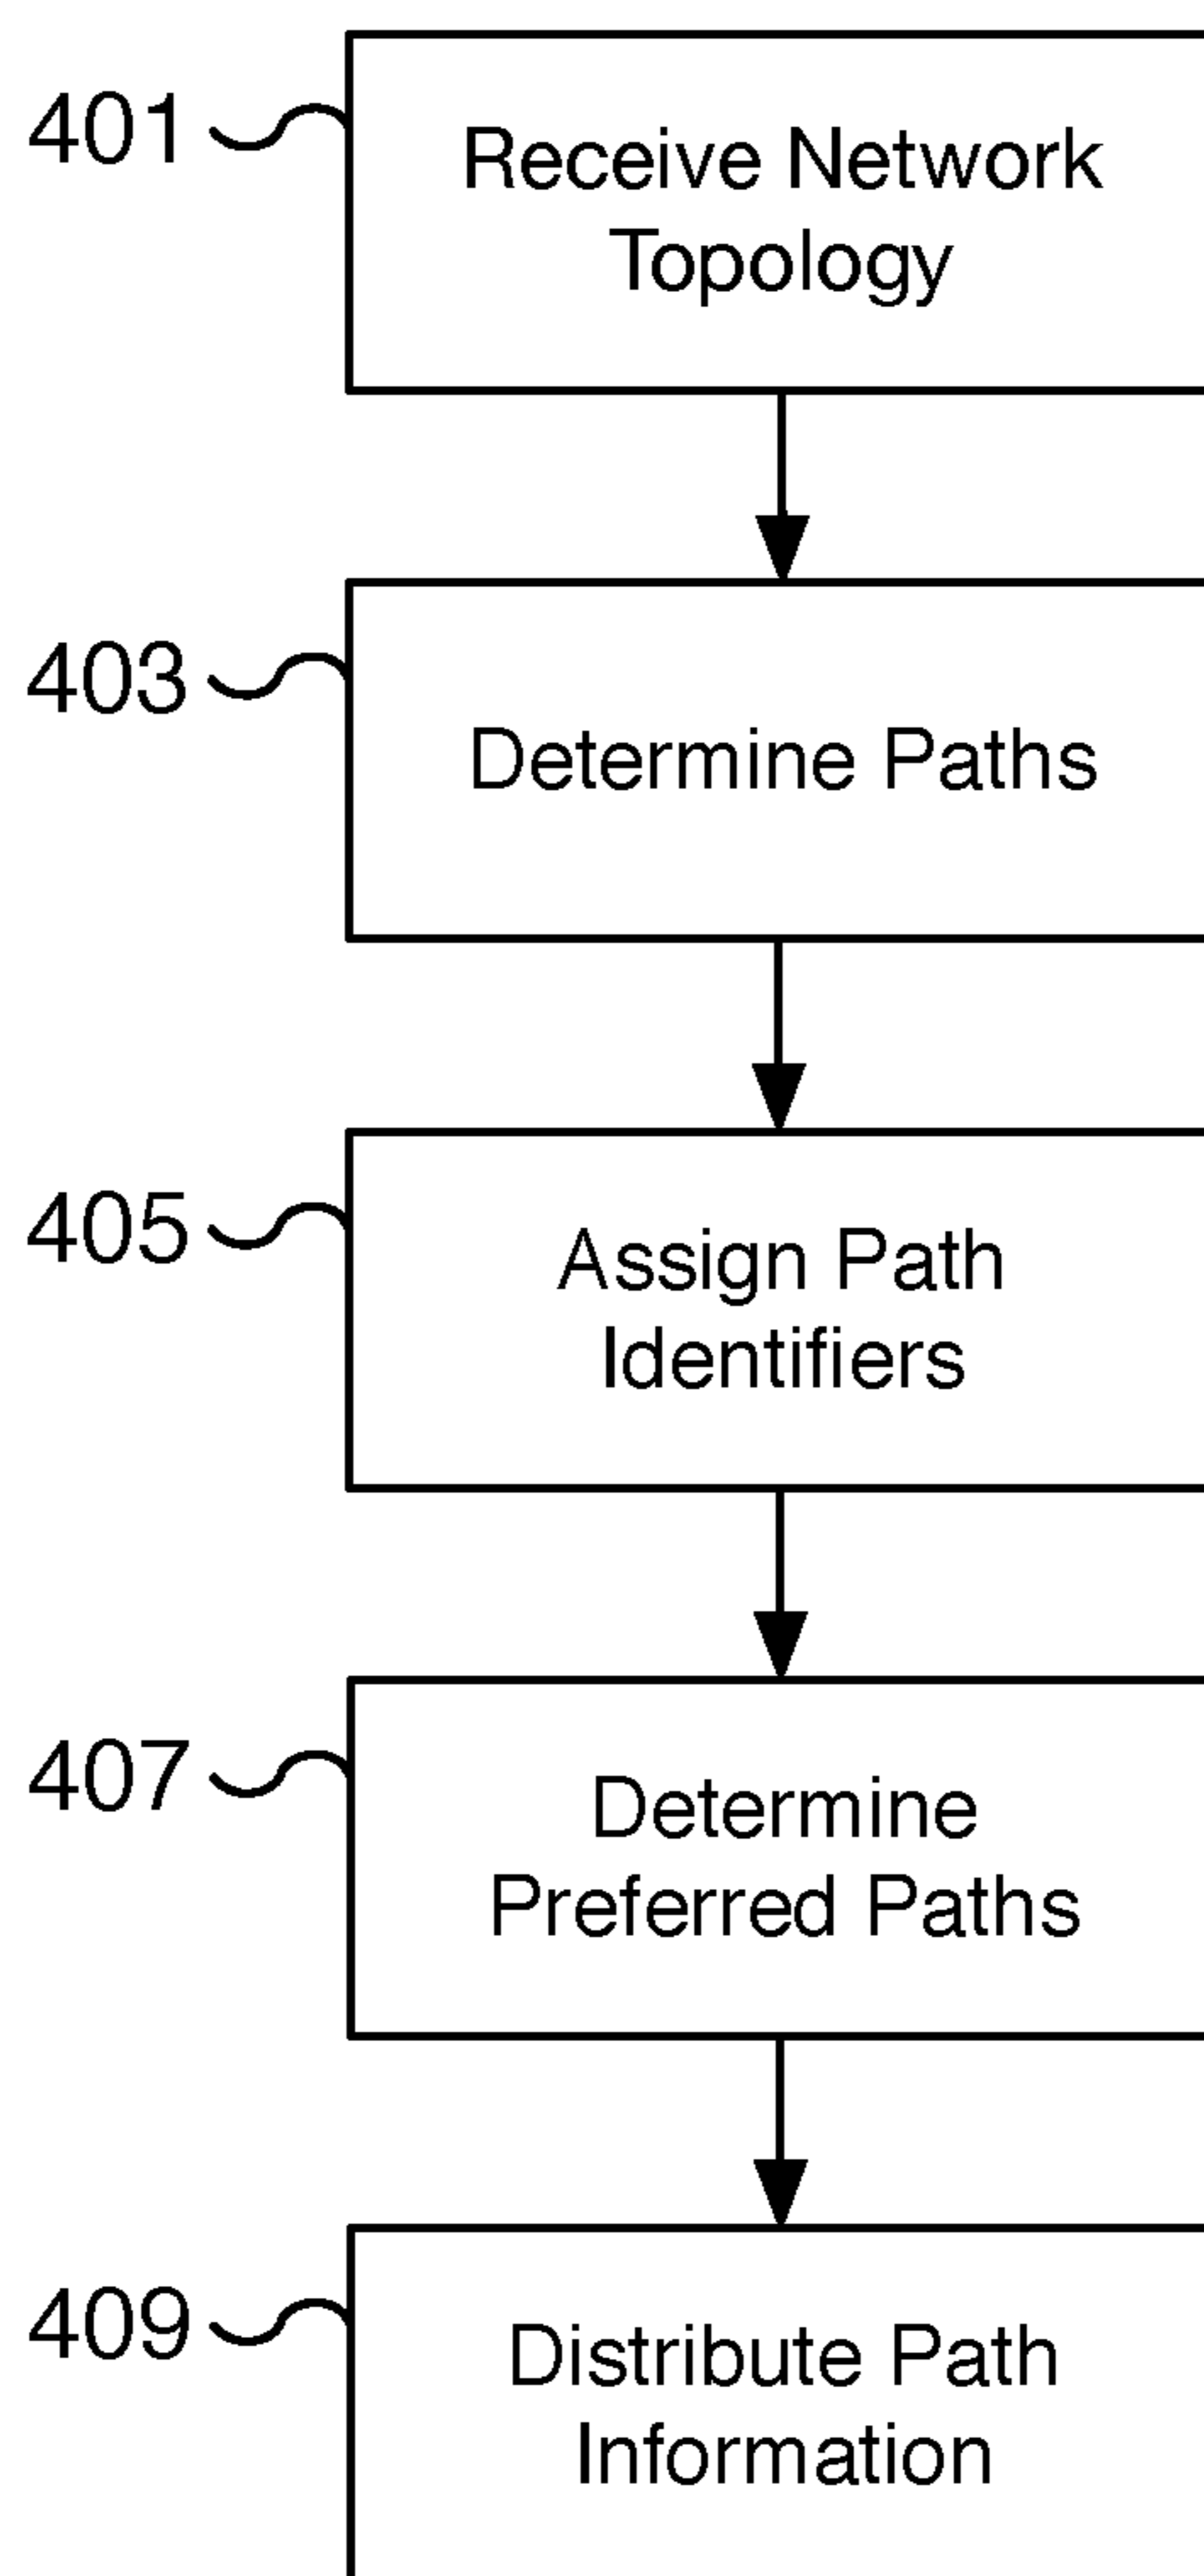 401
Receive Network
Topology
403
Determine Paths
405
Assign Path
Identifiers
407
Determine
Preferred Paths
409
Distribute Path
Information